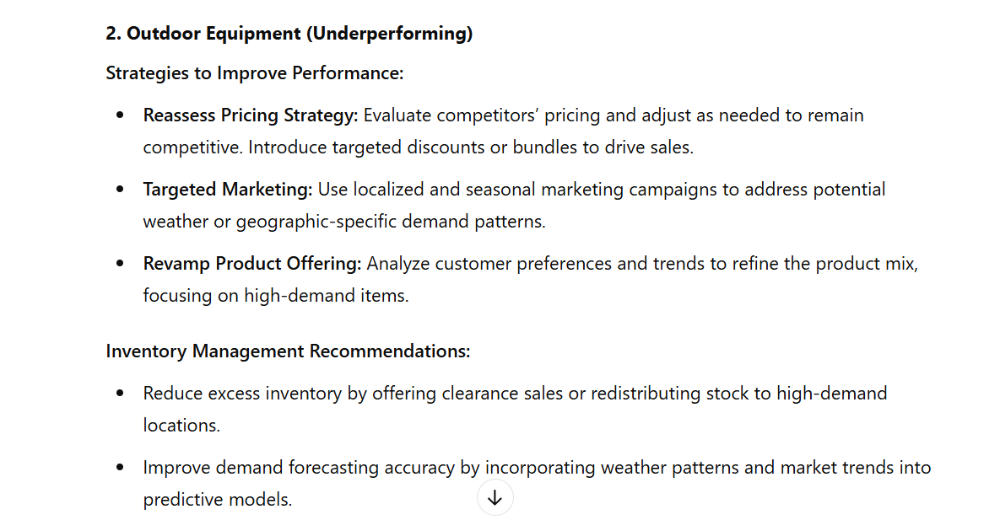 2. Outdoor Equipment (Underperforming)
Strategies to Improve Performance:
• Reassess Pricing Strategy: Evaluate competitors’ pricing and adjust as needed to remain
competitive. Introduce targeted discounts or bundles to drive sales.
• Targeted Marketing: Use localized and seasonal marketing campaigns to address potential
weather or geographic-specific demand patterns.
• Revamp Product Offering: Analyze customer preferences and trends to refine the product mix,
focusing on high-demand items.
Inventory Management Recommendations:
• Reduce excess inventory by offering clearance sales or redistributing stock to high-demand
locations.
• Improve demand forecasting accuracy by incorporating weather patterns and market trends into
predictive models.